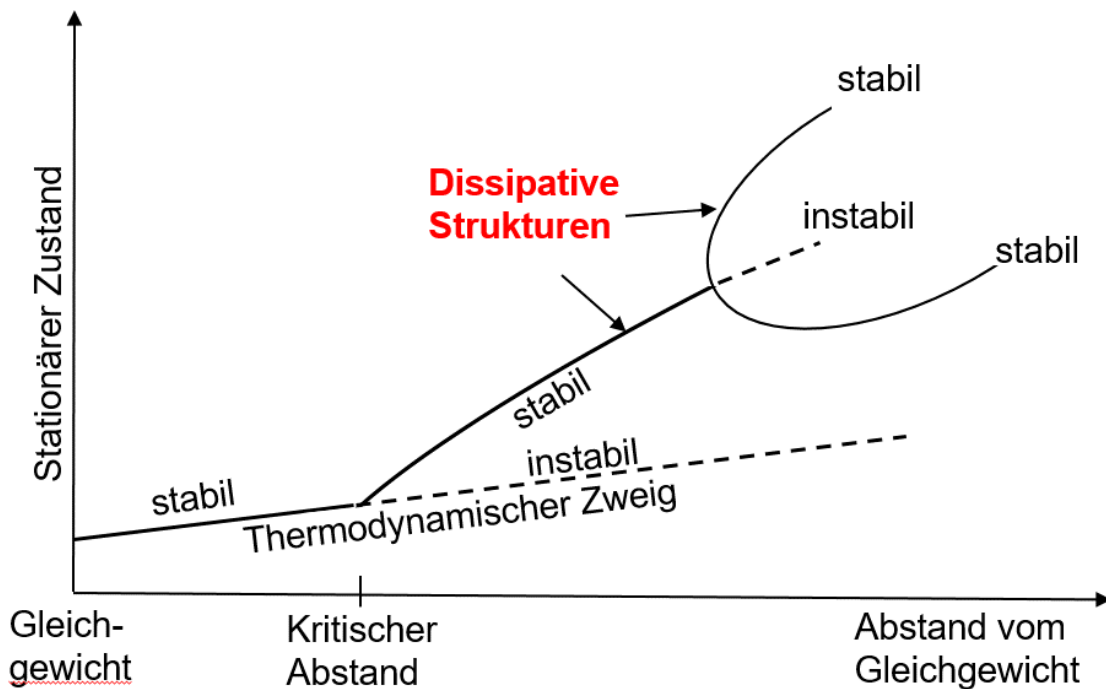 stabil
Dissipative
Strukturen
instabil
stabil
Stationärer Zustand
stabil
instabil
stabil
Thermodynamischer Zweig
Gleich-
gewicht
Kritischer
Abstand
Abstand vom
Gleichgewicht